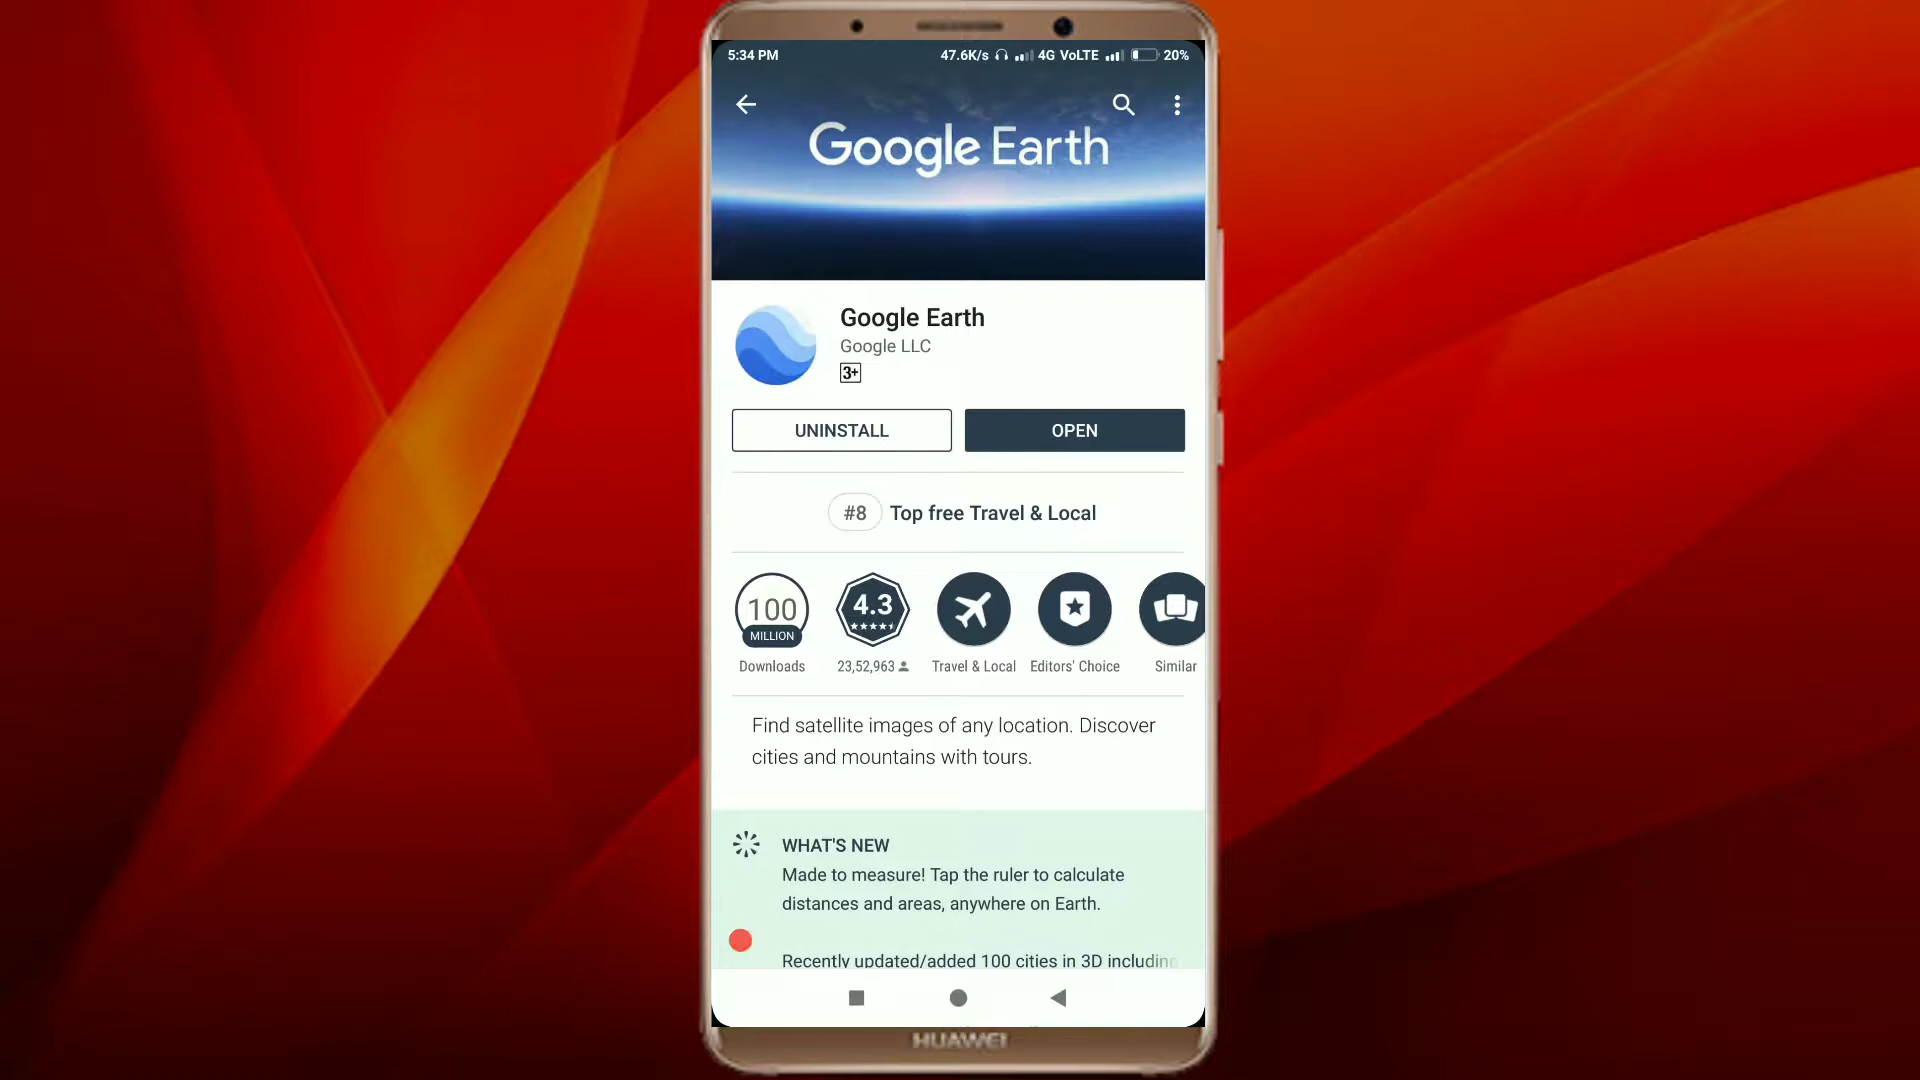 5:34 PM 47.6K/s 4G VoLTE 20%
Google Earth
Google Earth
Google LLC
3+
UNINSTALL OPEN
#8 Top free Travel & Local
100 4.3
MILLION
Downloads 23,52,963 Travel & Local Editors' Choice Similar
Find satellite images of any location. Discover
cities and mountains with tours.
WHAT'S NEW
Made to measure! Tap the ruler to calculate
distances and areas, anywhere on Earth.
Recently updated/added 100 cities in 3D including
HUAWEI